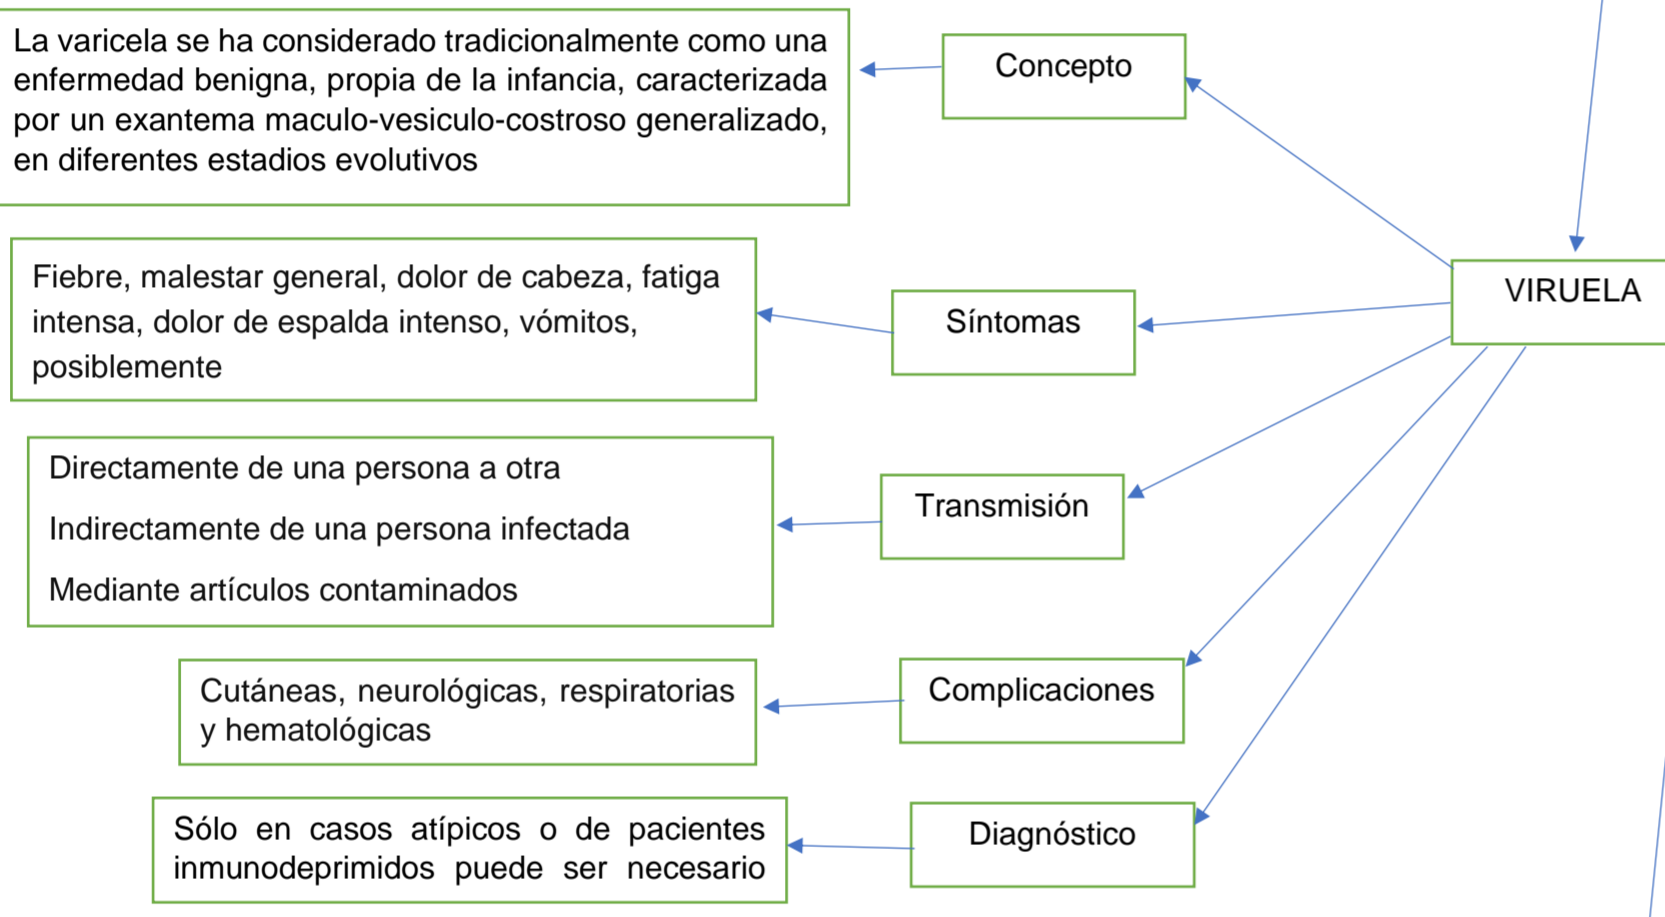 La varicela se ha considerado tradicionalmente como una
enfermedad benigna, propia de la infancia, caracterizada
por un exantema maculo-vesiculo-costroso generalizado,
en diferentes estadios evolutivos
Concepto
VIRUELA
Fiebre, malestar general, dolor de cabeza, fatiga
intensa, dolor de espalda intenso, vómitos,
posiblemente
Síntomas
Directamente de una persona a otra
Indirectamente de una persona infectada
Mediante artículos contaminados
Transmisión
Cutáneas, neurológicas, respiratorias
y hematológicas
Complicaciones
Sólo en casos atípicos o de pacientes
inmunodeprimidos puede ser necesario
Diagnóstico